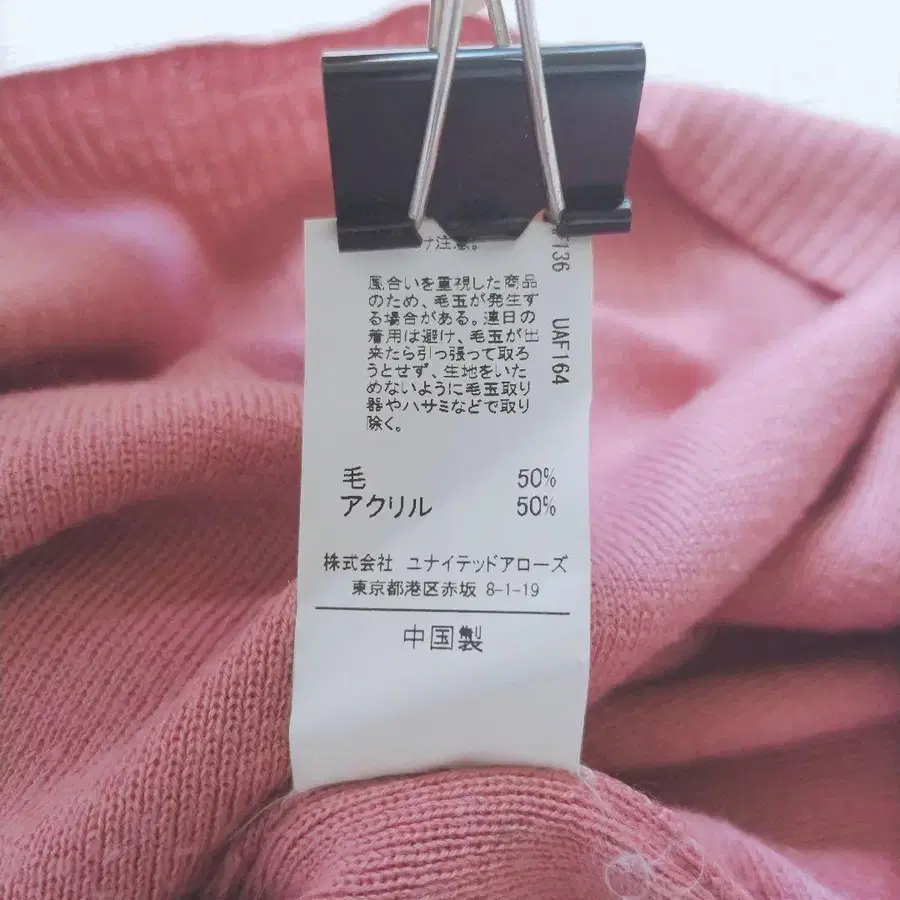 け注意。
風合いを重視した商品
のため、毛玉が発生す
る場合がある。連日の
着用は避け、毛玉が出
来たら引っ張って取ろ
うとせず、生地をいた
めないように毛玉取り
器やハサミなどで取り
除く。
136 UAF164
毛 50%
アクリル 50%
株式会社 ユナイテッドアローズ
東京都港区赤坂 8-1-19
中国製